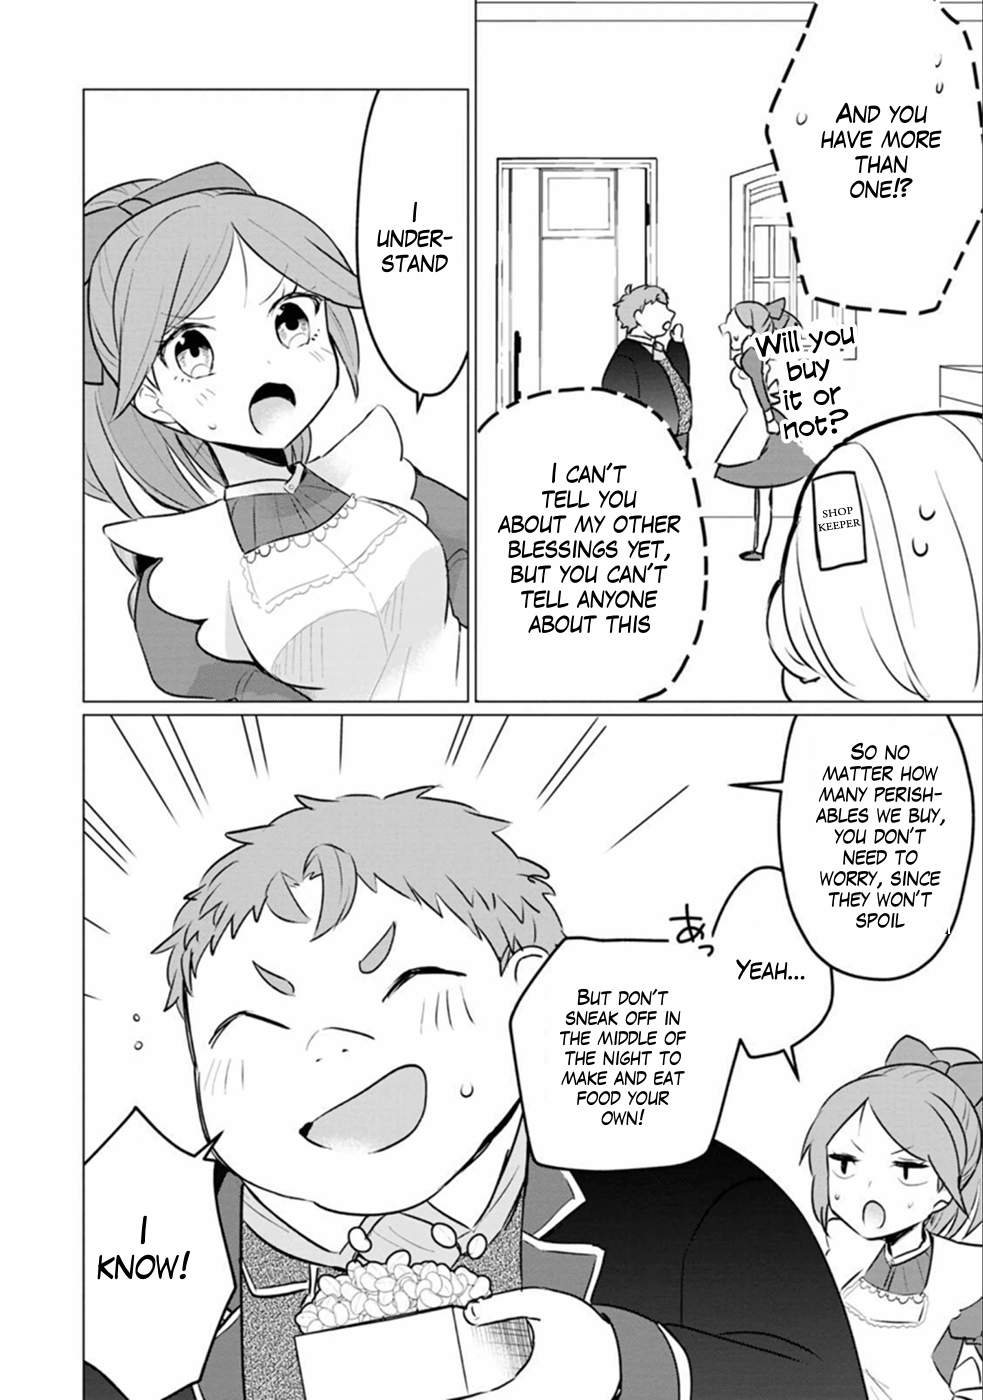 AND YOU
HAVE MORE
THAN
ONE!?
Will you
buy
it or
not?
SHOP
KEEPER
I CAN'T
TELL YOU
ABOUT MY OTHER
BLESSINGS YET,
BUT YOU CAN'T
TELL ANYONE
ABOUT THIS
I
UNDER-
STAND
SO NO
MATTER HOW
MANY PERISH-
ABLES WE BUY,
YOU DON'T
NEED TO
WORRY, SINCE
THEY WON'T
SPOIL
YEAH...
あっ
BUT DON'T
SNEAK OFF IN
THE MIDDLE OF
THE NIGHT TO
MAKE AND EAT
FOOD YOUR
OWN!
I
KNOW!